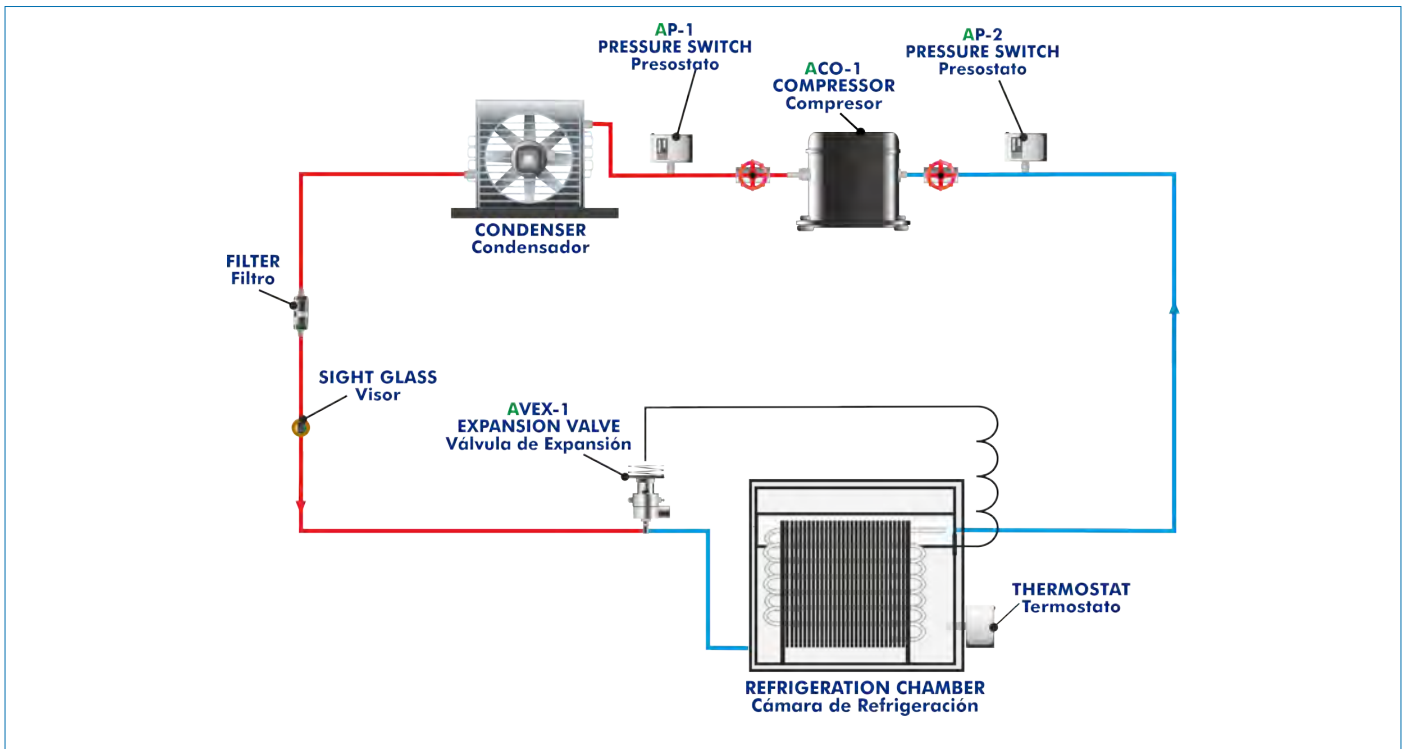 AP-1
PRESSURE SWITCH
Presostato
ACO-1
COMPRESSOR
Compresor
AP-2
PRESSURE SWITCH
Presostato
CONDENSER
Condensador
FILTER
Filtro
SIGHT GLASS
Visor
AVEX-1
EXPANSION VALVE
Válvula de Expansión
THERMOSTAT
Termostato
REFRIGERATION CHAMBER
Cámara de Refrigeración